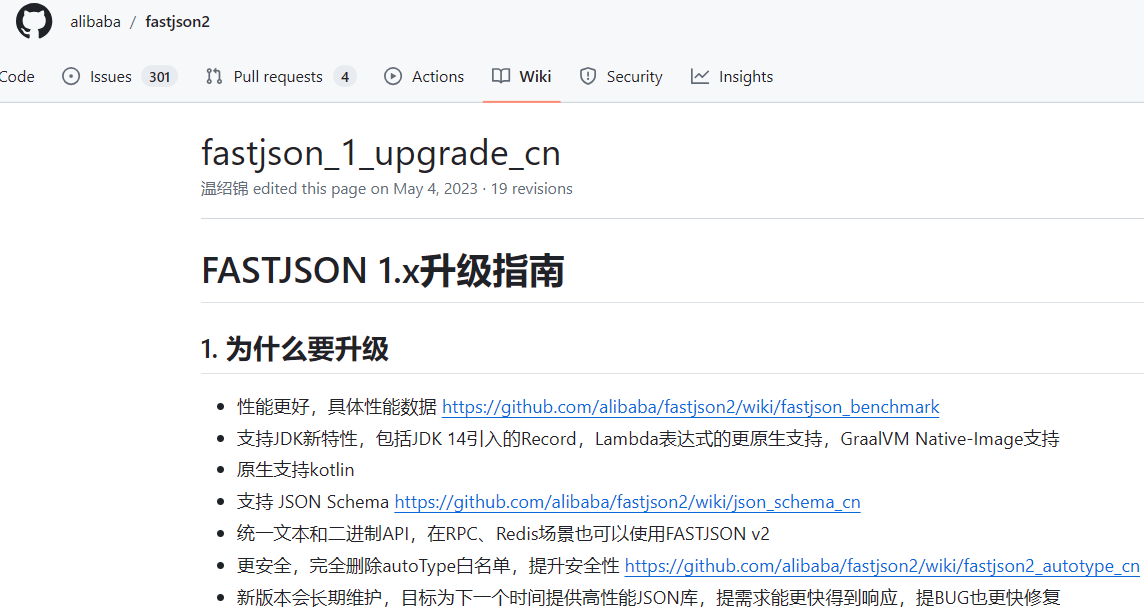 alibaba / fastjson2
Code Issues 301 Pull requests 4 Actions Wiki Security Insights
fastjson_1_upgrade_cn
温绍锦 edited this page on May 4, 2023 · 19 revisions
FASTJSON 1.x升级指南
1. 为什么要升级
• 性能更好，具体性能数据 https://github.com/alibaba/fastjson2/wiki/fastjson_benchmark
• 支持JDK新特性，包括JDK 14引入的Record，Lambda表达式的更原生支持，GraalVM Native-Image支持
• 原生支持kotlin
• 支持 JSON Schema https://github.com/alibaba/fastjson2/wiki/json_schema_cn
• 统一文本和二进制API，在RPC、Redis场景也可以使用FASTJSON v2
• 更安全，完全删除autoType白名单，提升安全性 https://github.com/alibaba/fastjson2/wiki/fastjson2_autotype_cn
• 新版本会长期维护，目标为下一个时间提供高性能JSON库，提需求能更快得到响应，提BUG也更快修复